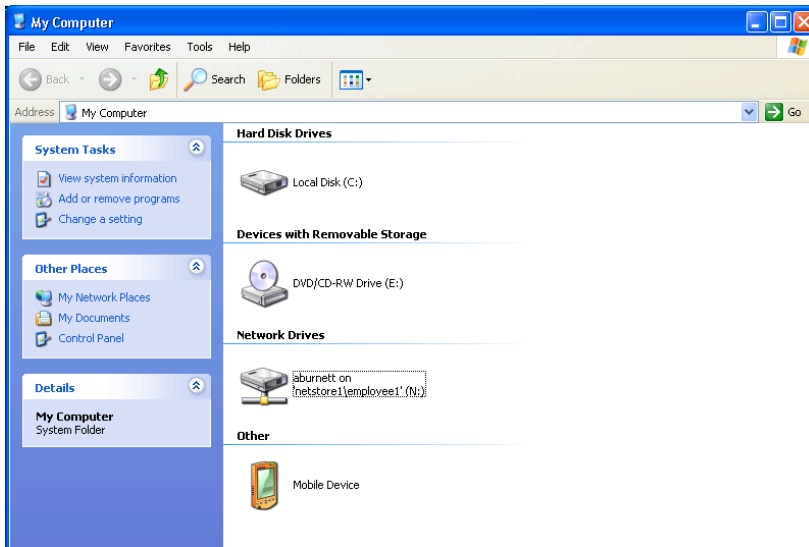 My Computer
File Edit View Favorites Tools Help
Back Search Folders
Address My Computer Go
System Tasks
View system information
Add or remove programs
Change a setting
Other Places
My Network Places
My Documents
Control Panel
Details
My Computer
System Folder
Hard Disk Drives
Local Disk (C:)
Devices with Removable Storage
DVD/CD-RW Drive (E:)
Network Drives
aburnett on
'netstore1\employee1' (N:)
Other
Mobile Device